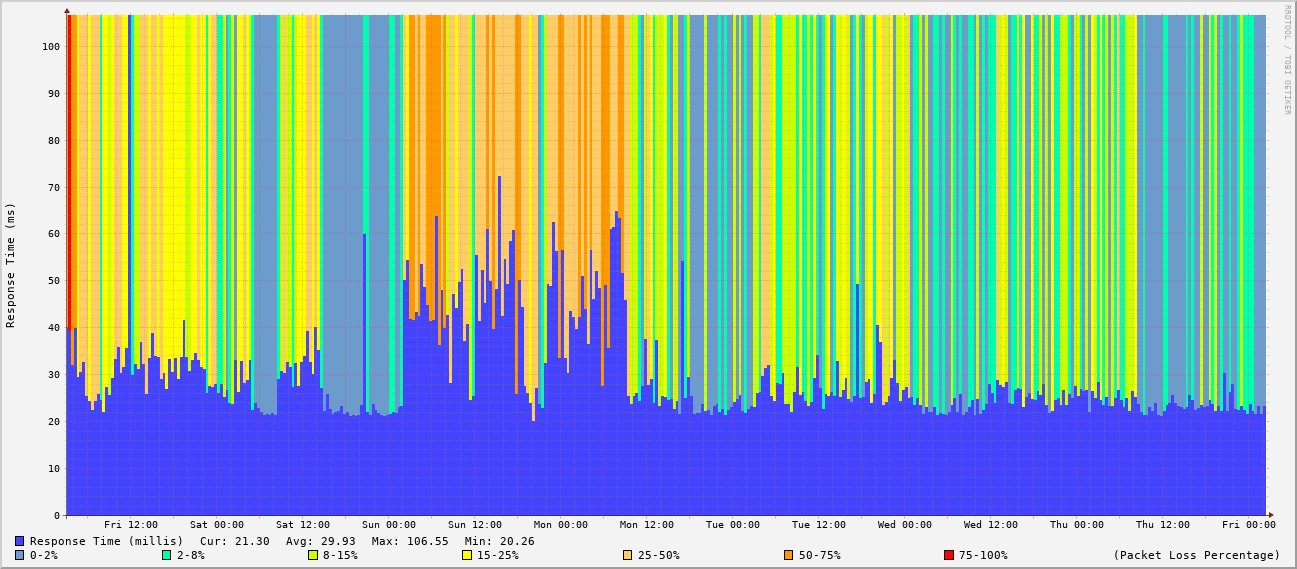 RRDTOOL / TOBI OETIKER
Response Time (ms)
100
90
80
70
60
50
40
30
20
10
0
Fri 12:00 Sat 00:00 Sat 12:00 Sun 00:00 Sun 12:00 Mon 00:00 Mon 12:00 Tue 00:00 Tue 12:00 Wed 00:00 Wed 12:00 Thu 00:00 Thu 12:00 Fri 00:00
Response Time (millis) Cur: 21.30 Avg: 29.93 Max: 106.55 Min: 20.26
0-2% 2-8% 8-15% 15-25% 25-50% 50-75% 75-100% (Packet Loss Percentage)